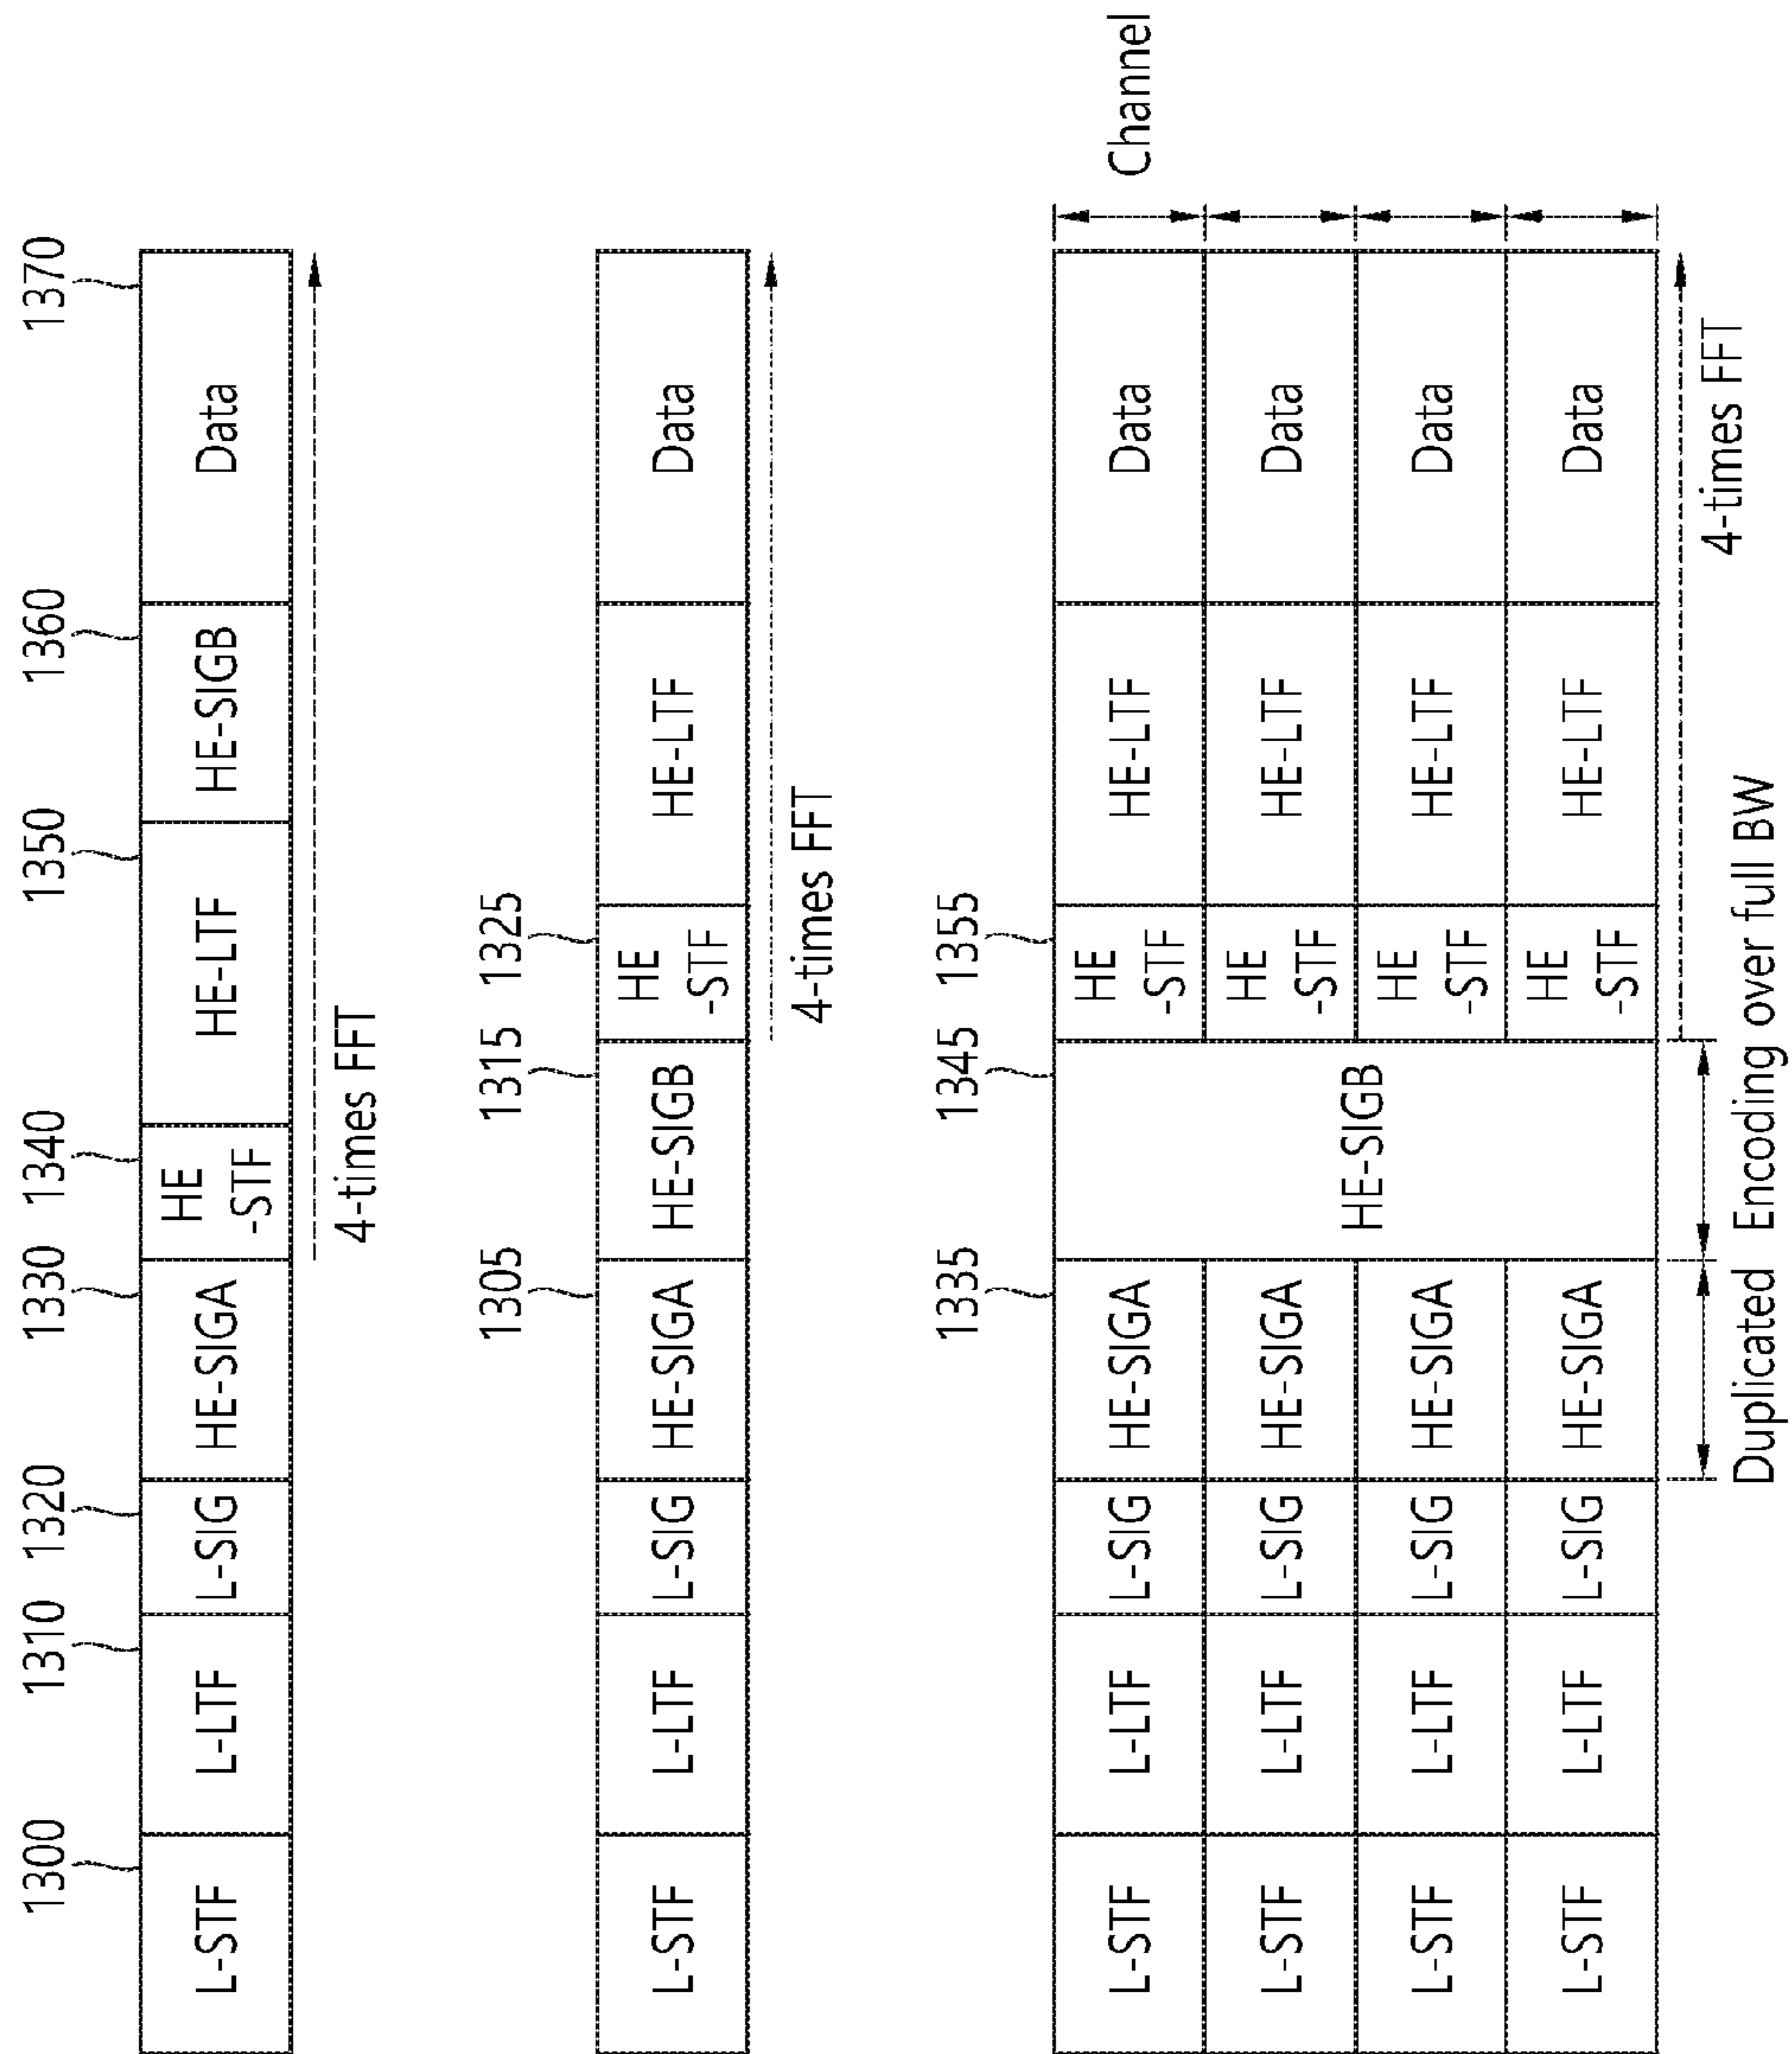 1300 1310 1320 1330 1340 1350 1360 1370
L-STF L-LTF L-SIG HE-SIGA HE -STF HE-LTF HE-SIGB Data
4-times FFT
1305 1315 1325
L-STF L-LTF L-SIG HE-SIGA HE-SIGB HE -STF HE-LTF Data
4-times FFT
1335 1345 1355
L-STF L-LTF L-SIG HE-SIGA HE -STF HE-LTF Data
Channel
L-STF L-LTF L-SIG HE-SIGA HE -STF HE-LTF Data
HE-SIGB
L-STF L-LTF L-SIG HE-SIGA HE -STF HE-LTF Data
L-STF L-LTF L-SIG HE-SIGA HE -STF HE-LTF Data
4-times FFT
Duplicated Encoding over full BW